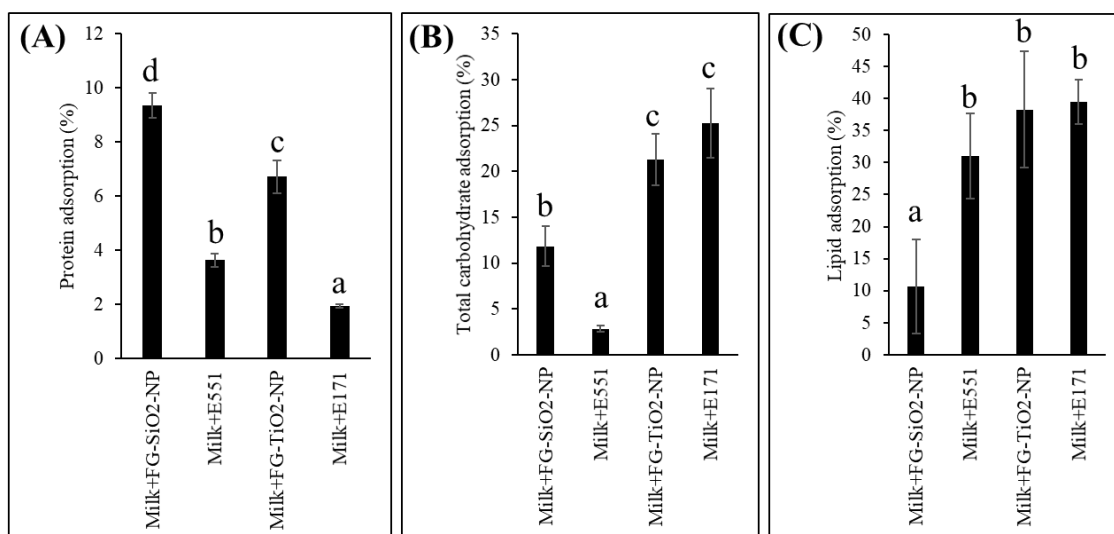 (A)
Protein adsorption (%)
12
10
8
6
4
2
0
d
b
c
a
Milk+FG-SiO2-NP
Milk+E551
Milk+FG-TiO2-NP
Milk+E171
(B)
Total carbohydrate adsorption (%)
35
30
25
20
15
10
5
0
b
a
c
c
Milk+FG-SiO2-NP
Milk+E551
Milk+FG-TiO2-NP
Milk+E171
(C)
Lipid adsorption (%)
50
45
40
35
30
25
20
15
10
5
0
a
b
b
b
Milk+FG-SiO2-NP
Milk+E551
Milk+FG-TiO2-NP
Milk+E171